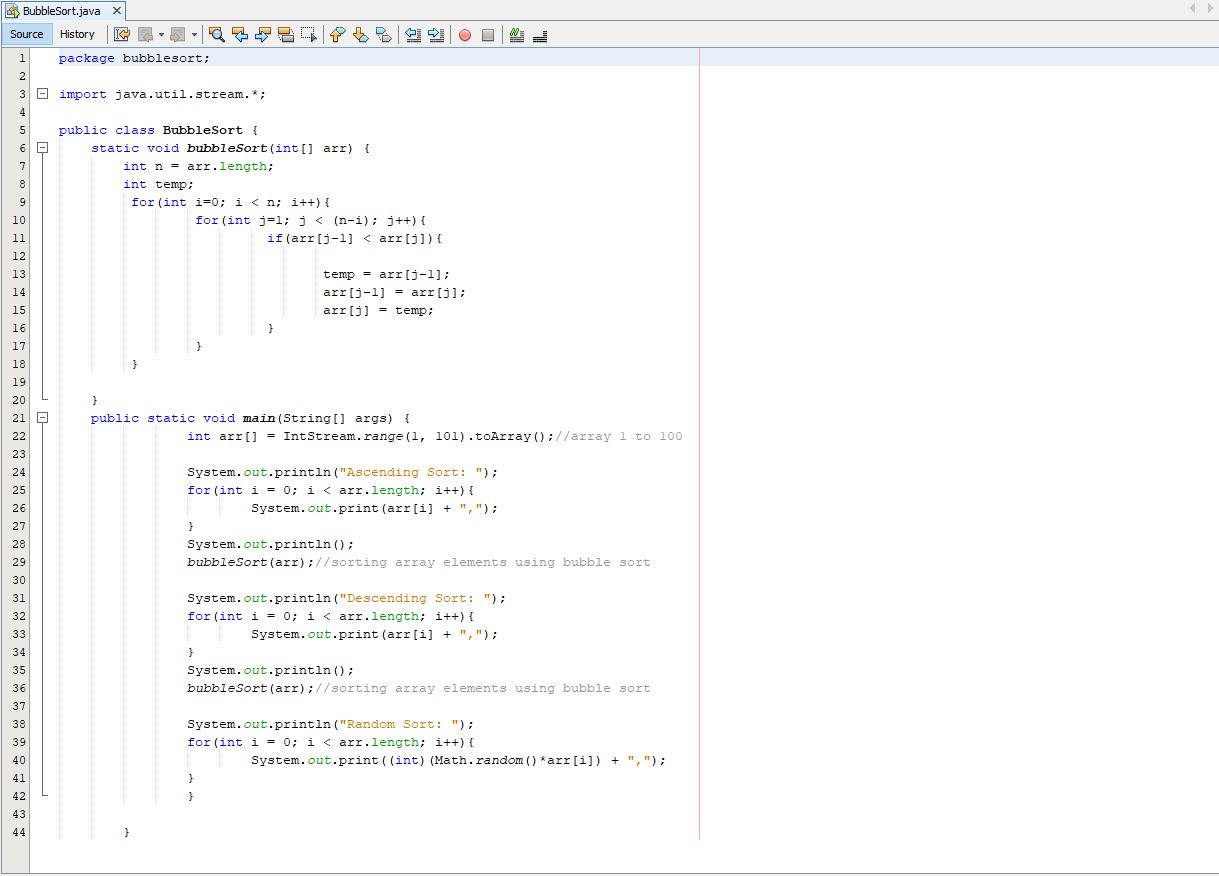 BubbleSort.java
Source History
1 package bubblesort;
2
3 import java.util.stream.*;
4
5 public class BubbleSort {
6 static void bubbleSort(int[] arr) {
7 int n = arr.length;
8 int temp;
9 for(int i=0; i < n; i++){
10 for(int j=1; j < (n-i); j++){
11 if(arr[j-1] < arr[j]){
12
13 temp = arr[j-1];
14 arr[j-1] = arr[j];
15 arr[j] = temp;
16 }
17 }
18 }
19
20 }
21 public static void main(String[] args) {
22 int arr[] = IntStream.range(1, 101).toArray();//array 1 to 100
23
24 System.out.println("Ascending Sort: ");
25 for(int i = 0; i < arr.length; i++){
26 System.out.print(arr[i] + ",");
27 }
28 System.out.println();
29 bubbleSort(arr);//sorting array elements using bubble sort
30
31 System.out.println("Descending Sort: ");
32 for(int i = 0; i < arr.length; i++){
33 System.out.print(arr[i] + ",");
34 }
35 System.out.println();
36 bubbleSort(arr);//sorting array elements using bubble sort
37
38 System.out.println("Random Sort: ");
39 for(int i = 0; i < arr.length; i++){
40 System.out.print((int)(Math.random()*arr[i]) + ",");
41 }
42 }
43
44 }